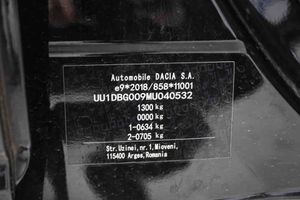 Automobile DACIA S.A.
e9*2018/858*11001
UU1DBG009MU040532
1300 kg
0000 kg
1-0634 kg
2-0705 kg
Str. Uzinei, nr. 1, Mioveni,
115400 Arges, Romania